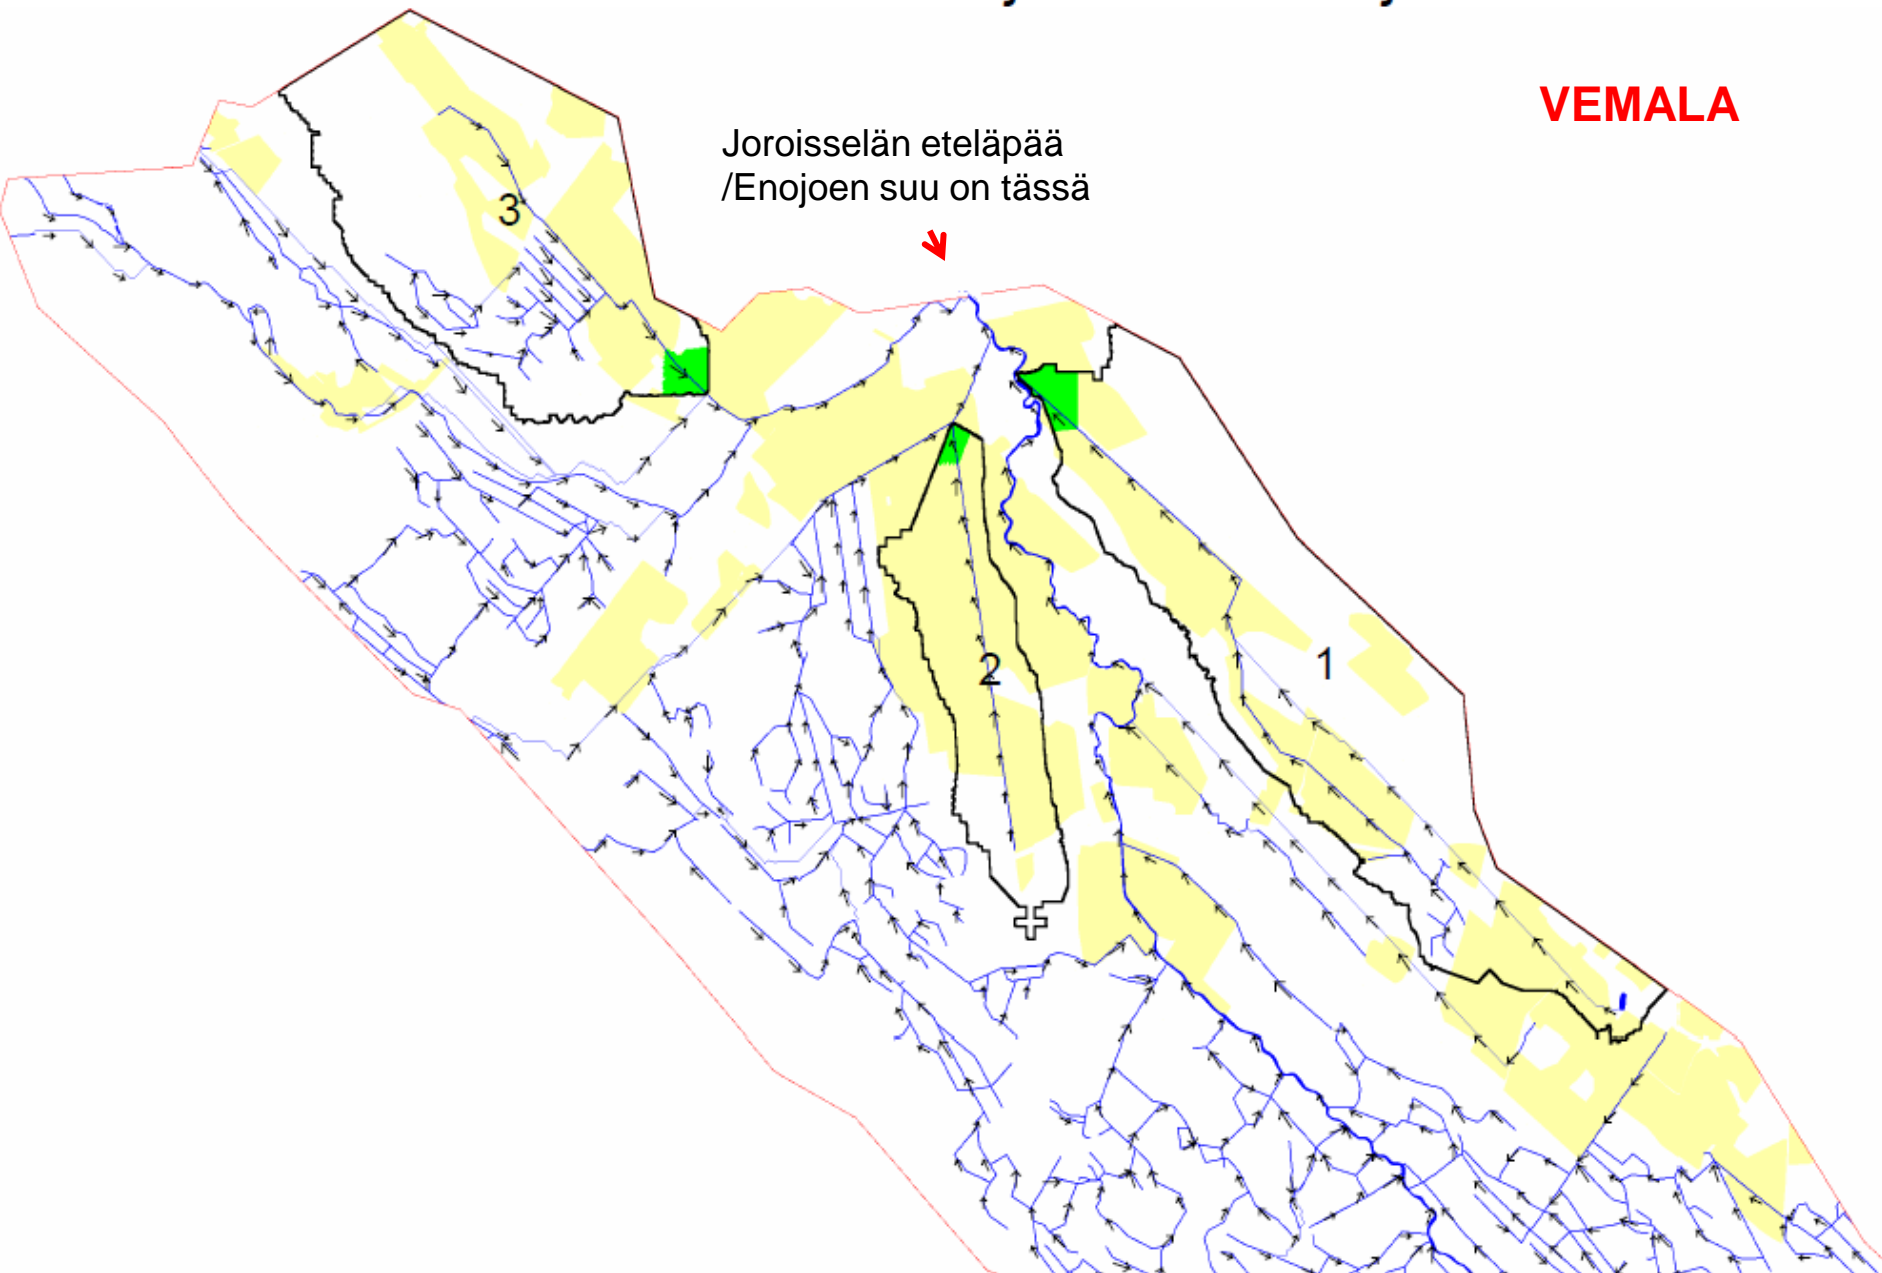 VEMALA
Joroisselän eteläpää
/Enojoen suu on tässä
3
2
1